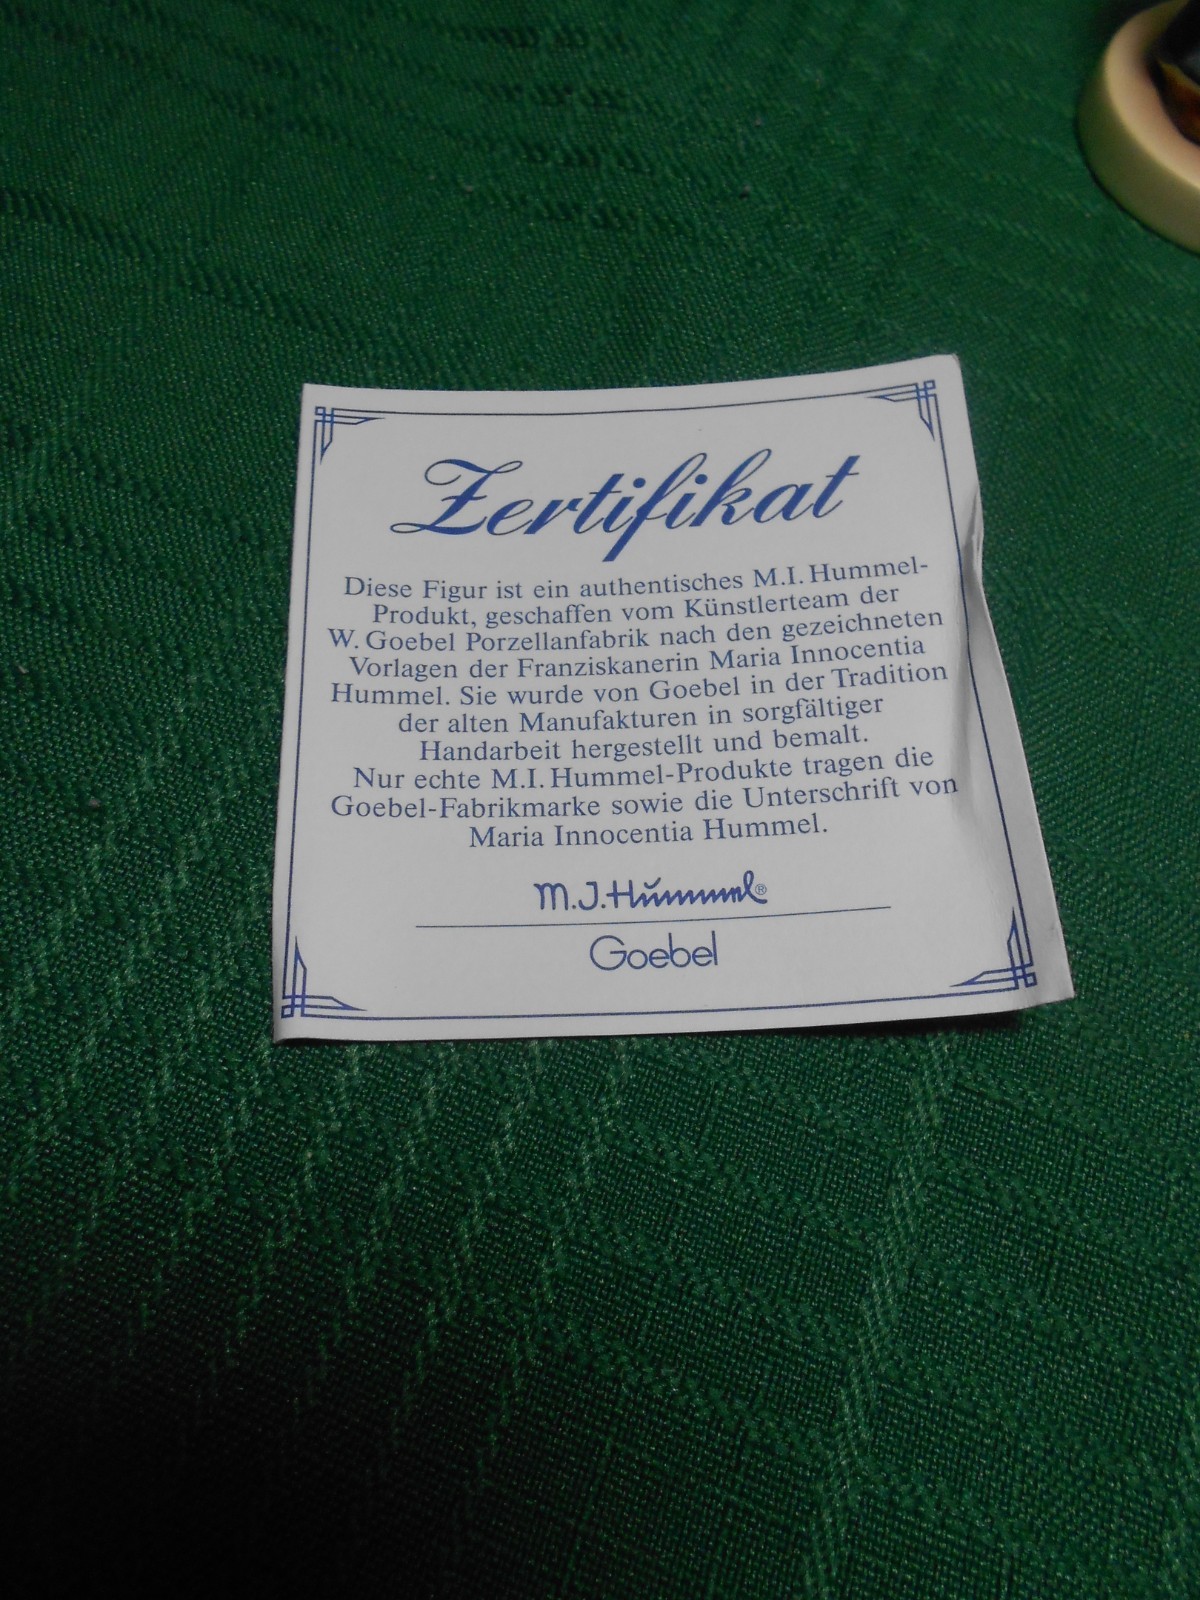 Zertifikat
Diese Figur ist ein authentisches M.I. Hummel-
Produkt, geschaffen vom Künstlerteam der
W. Goebel Porzellanfabrik nach den gezeichneten
Vorlagen der Franziskanerin Maria Innocentia
Hummel. Sie wurde von Goebel in der Tradition
der alten Manufakturen in sorgfältiger
Handarbeit hergestellt und bemalt.
Nur echte M.I. Hummel-Produkte tragen die
Goebel-Fabrikmarke sowie die Unterschrift von
Maria Innocentia Hummel.
M.J. Hummel®
Goebel